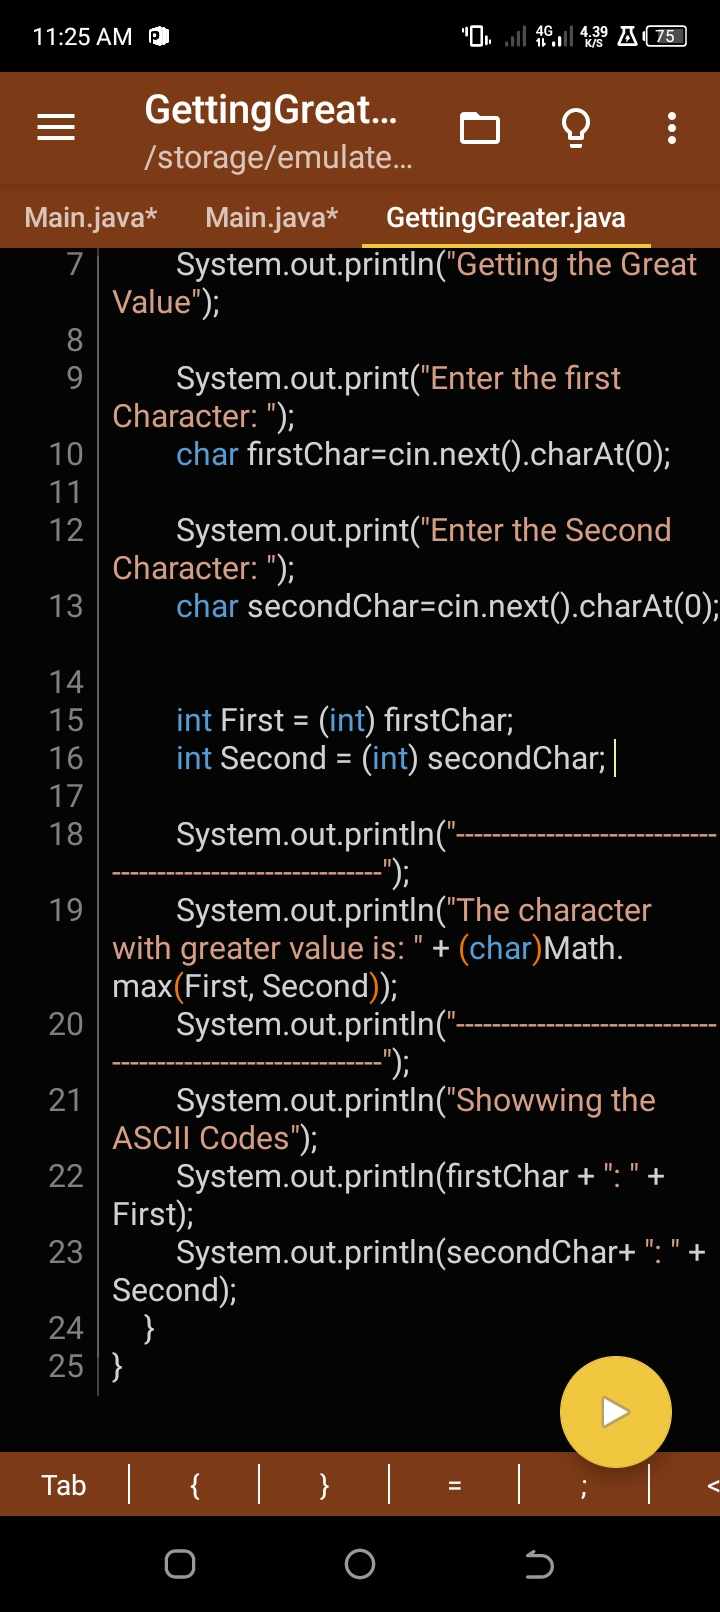 11:25 AM
4G
4.39
K/S
75
GettingGreat...
/storage/emulate...
Main.java*
Main.java*
GettingGreater.java
7 System.out.println("Getting the Great
Value");
8
9 System.out.print("Enter the first
Character: ");
10 char firstChar=cin.next().charAt(0);
11
12 System.out.print("Enter the Second
Character: ");
13 char secondChar=cin.next().charAt(0);
14
15 int First = (int) firstChar;
16 int Second = (int) secondChar;
17
18 System.out.println("-----------------------------
------------------------------");
19 System.out.println("The character
with greater value is: " + (char)Math.
max(First, Second));
20 System.out.println("-----------------------------
------------------------------");
21 System.out.println("Showwing the
ASCII Codes");
22 System.out.println(firstChar + ": " +
First);
23 System.out.println(secondChar+ ": " +
Second);
24 }
25 }
Tab { } = ; <